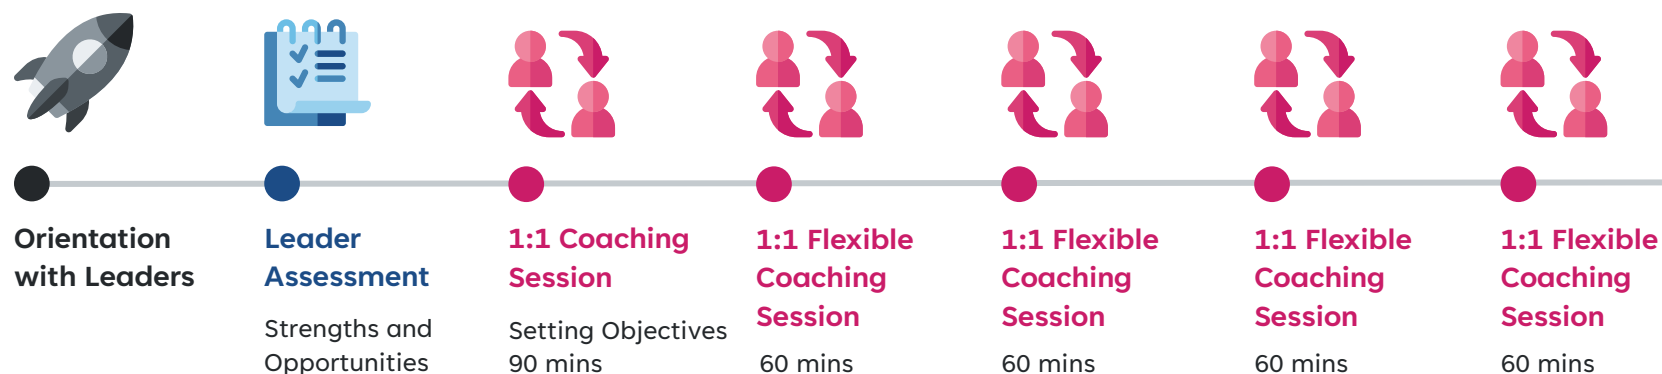 Orientation
with Leaders
Leader
Assessment
Strengths and
Opportunities
1:1 Coaching
Session
Setting Objectives
90 mins
1:1 Flexible
Coaching
Session
60 mins
1:1 Flexible
Coaching
Session
60 mins
1:1 Flexible
Coaching
Session
60 mins
1:1 Flexible
Coaching
Session
60 mins